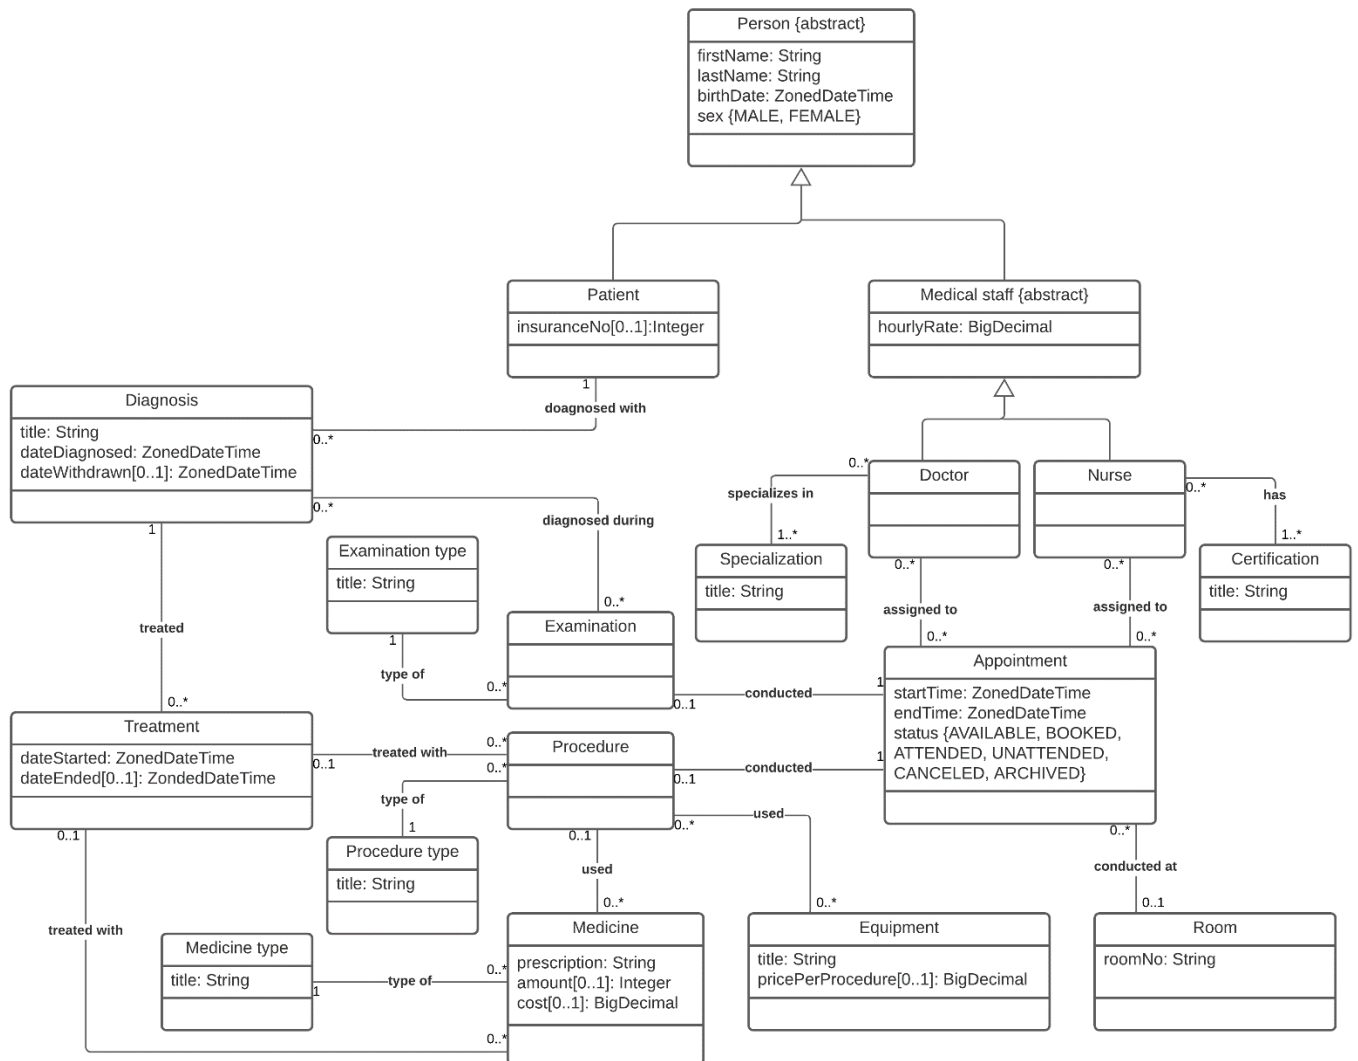 Person {abstract}
firstName: String
lastName: String
birthDate: ZonedDateTime
sex {MALE, FEMALE}
Patient
insuranceNo[0..1]:Integer
Medical staff {abstract}
hourlyRate: BigDecimal
1
doagnosed with
0..*
Diagnosis
title: String
dateDiagnosed: ZonedDateTime
dateWithdrawn[0..1]: ZonedDateTime
0..*
diagnosed during
0..*
1
treated
0..*
Doctor
Nurse
0..*
specializes in
1..*
Specialization
title: String
0..*
has
1..*
Certification
title: String
0..*
assigned to
0..*
0..*
assigned to
0..*
Examination type
title: String
1
type of
0..*
Examination
0..1
conducted
1
Appointment
startTime: ZonedDateTime
endTime: ZonedDateTime
status {AVAILABLE, BOOKED,
ATTENDED, UNATTENDED,
CANCELED, ARCHIVED}
Treatment
dateStarted: ZonedDateTime
dateEnded[0..1]: ZondedDateTime
0..1
treated with
0..*
Procedure
0..1
conducted
1
0..*
type of
1
Procedure type
title: String
0..1
used
0..*
0..*
used
0..*
0..*
conducted at
0..1
0..1
treated with
0..*
Medicine type
title: String
1
type of
0..*
Medicine
prescription: String
amount[0..1]: Integer
cost[0..1]: BigDecimal
Equipment
title: String
pricePerProcedure[0..1]: BigDecimal
Room
roomNo: String